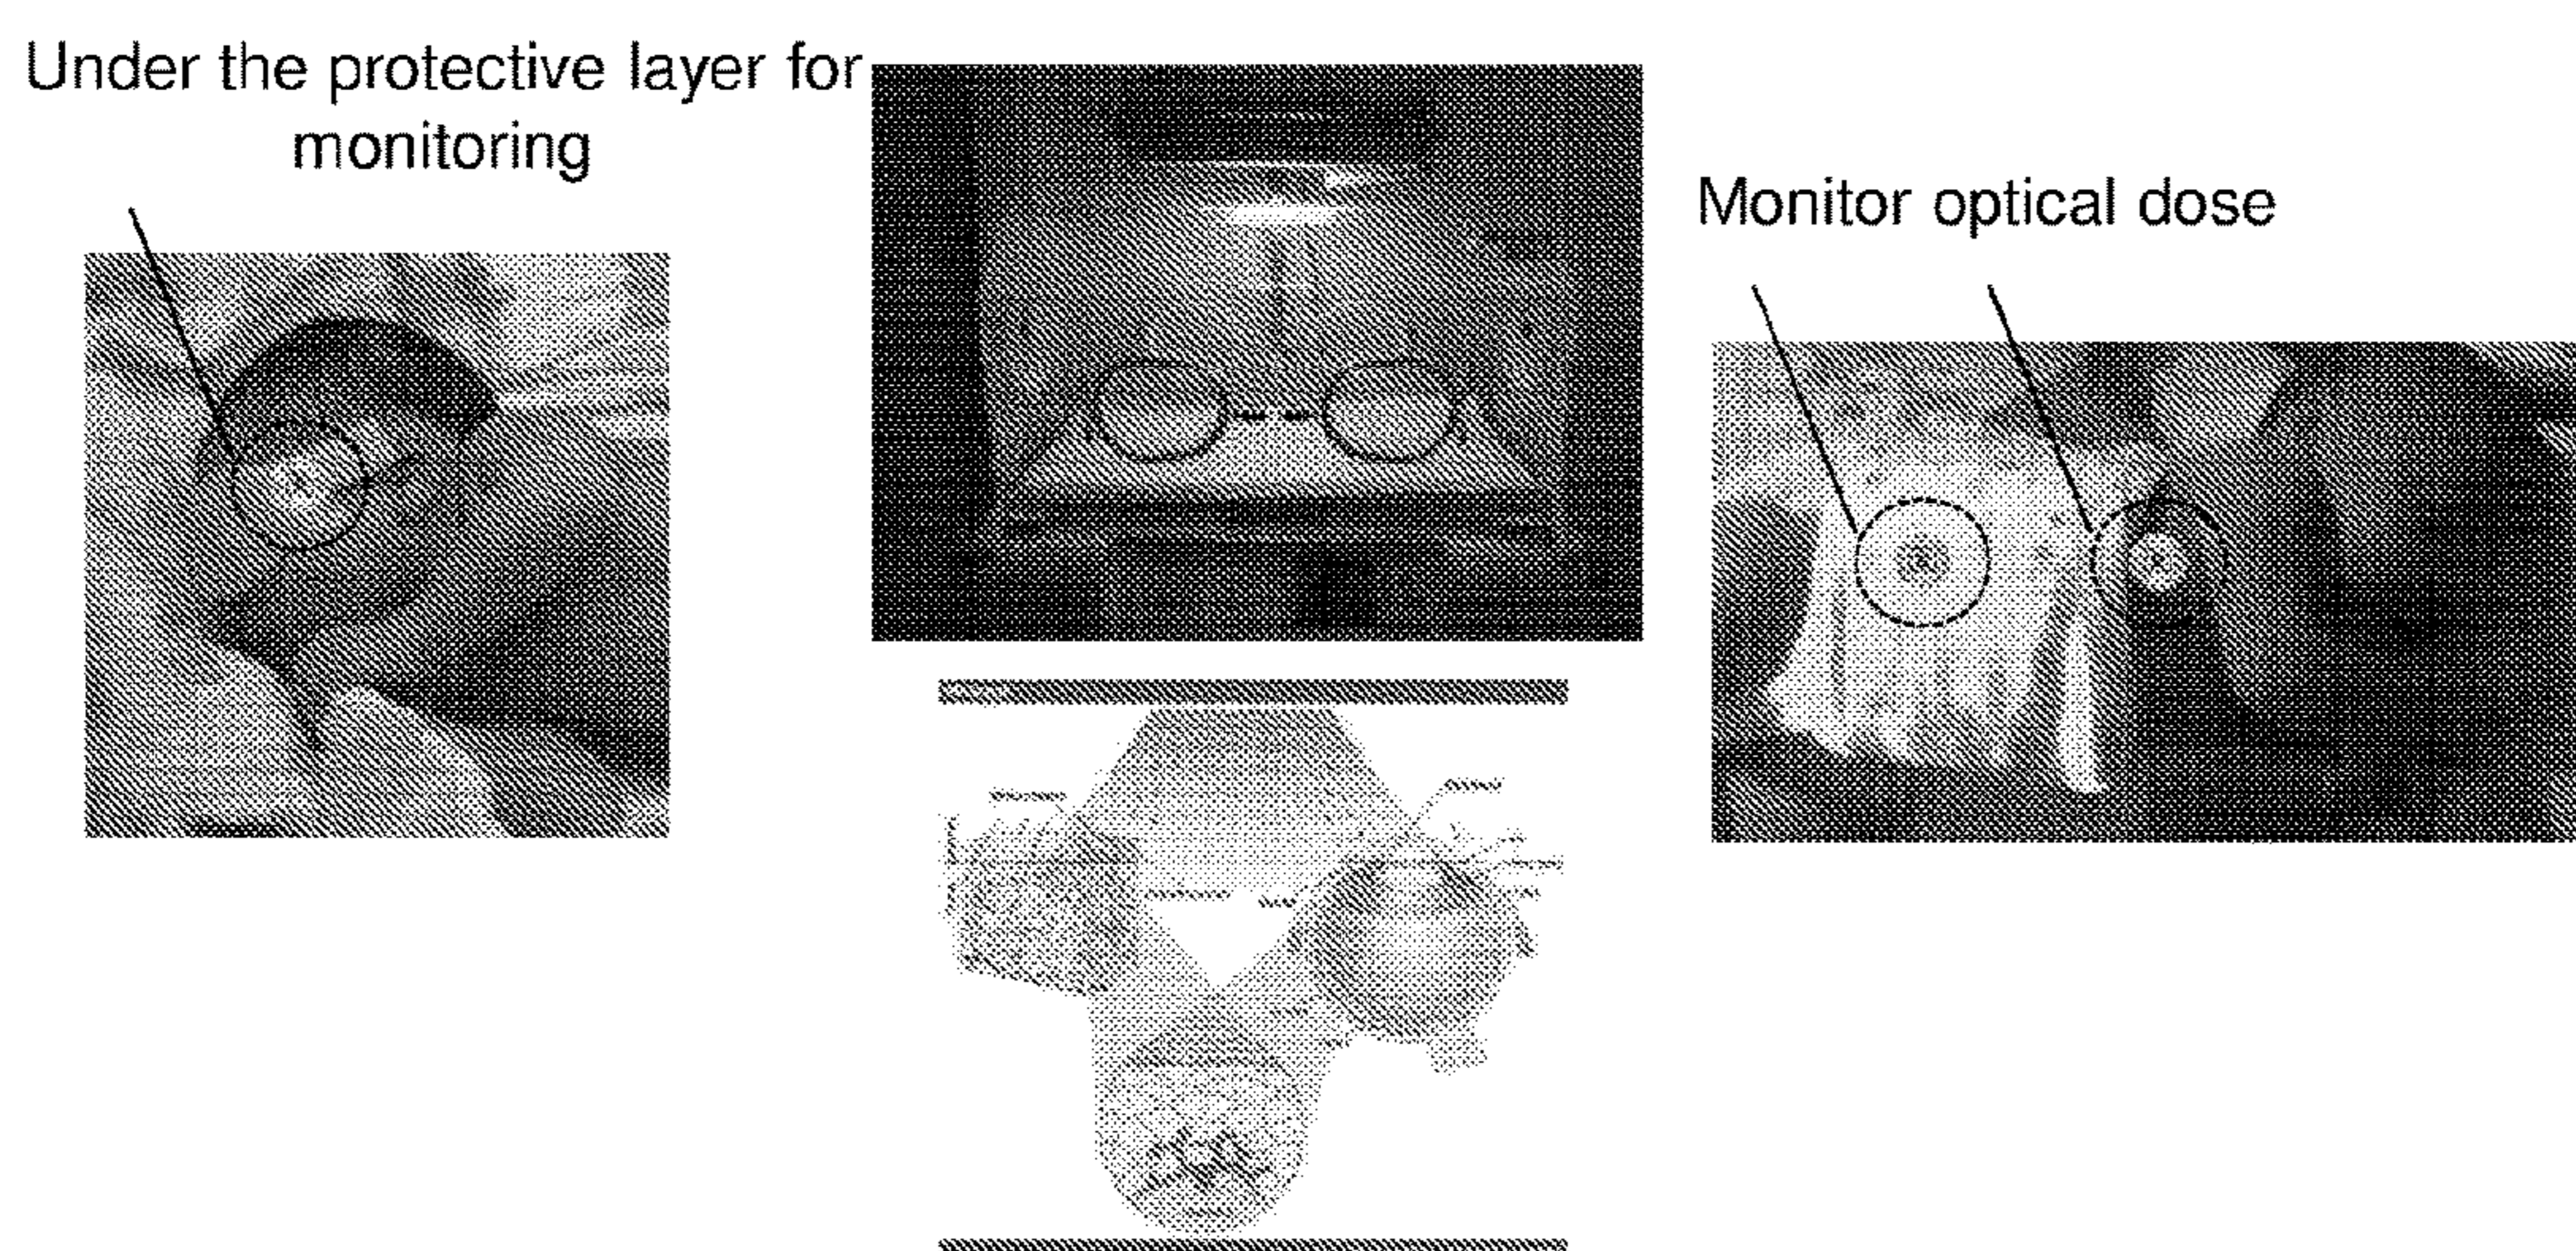 Under the protective layer for
monitoring
Monitor optical dose